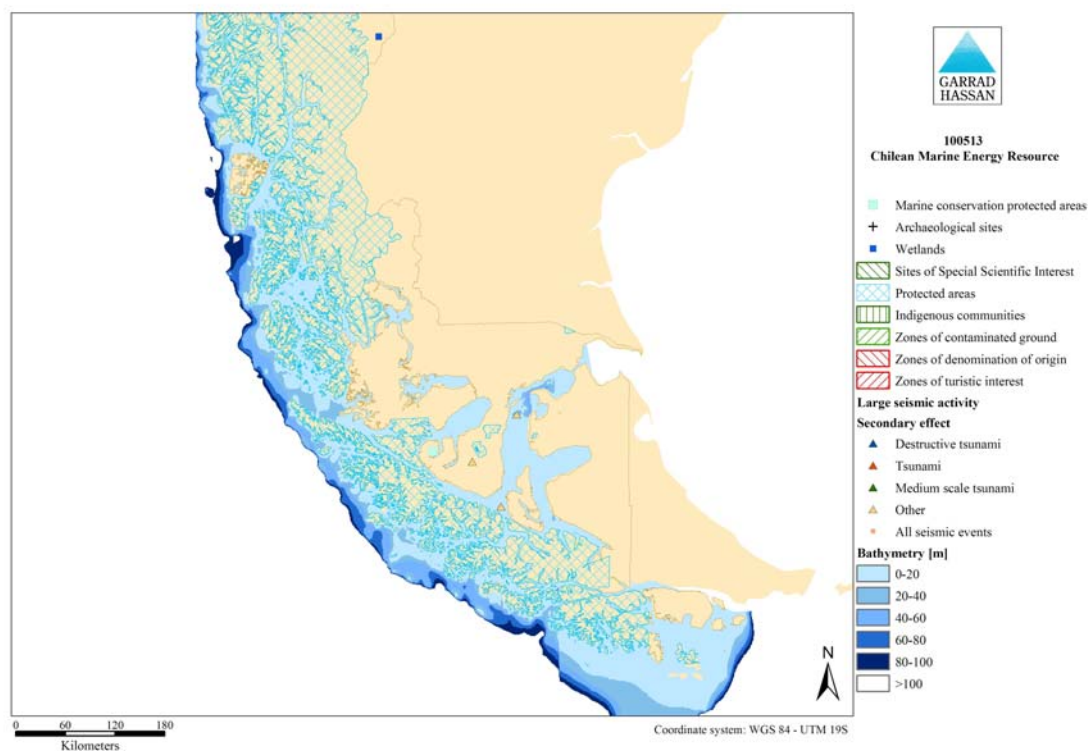 GARRAD
HASSAN
100513
Chilean Marine Energy Resource
Marine conservation protected areas
Archaeological sites
Wetlands
Sites of Special Scientific Interest
Protected areas
Indigenous communities
Zones of contaminated ground
Zones of denomination of origin
Zones of turistic interest
Large seismic activity
Secondary effect
Destructive tsunami
Tsunami
Medium scale tsunami
Other
All seismic events
Bathymetry [m]
0-20
20-40
40-60
60-80
80-100
>100
N
0 60 120 180
Kilometers
Coordinate system: WGS 84 - UTM 19S